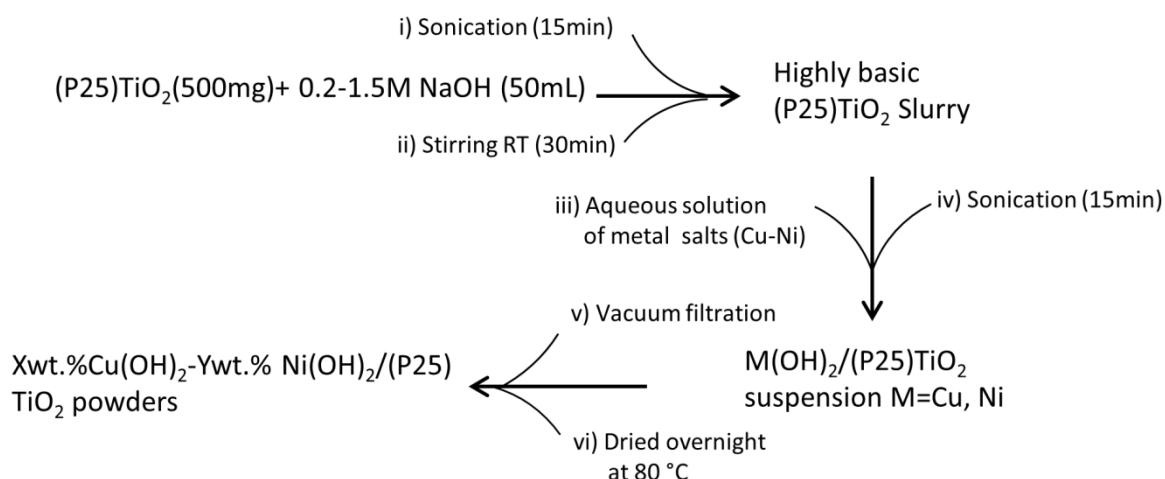 i) Sonication (15min)
(P25)TiO₂(500mg)+ 0.2-1.5M NaOH (50mL)
ii) Stirring RT (30min)
Highly basic
(P25)TiO₂ Slurry
iii) Aqueous solution
of metal salts (Cu-Ni)
iv) Sonication (15min)
M(OH)₂/(P25)TiO₂
suspension M=Cu, Ni
v) Vacuum filtration
vi) Dried overnight
at 80 °C
Xwt.%Cu(OH)₂-Ywt.% Ni(OH)₂/(P25)
TiO₂ powders